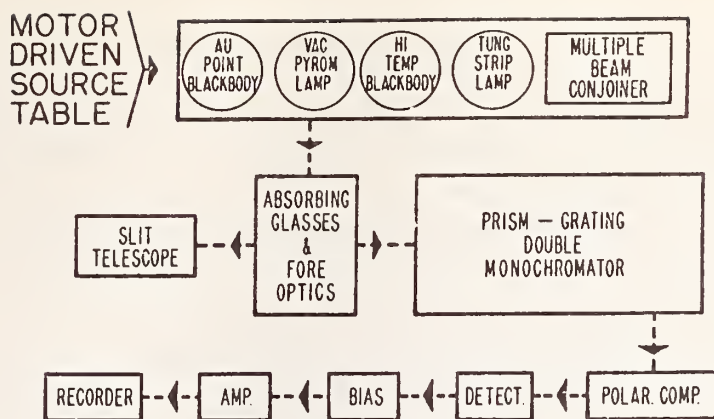 MOTOR
DRIVEN
SOURCE
TABLE
AU
POINT
BLACKBODY
VAC
PYROM
LAMP
HI
TEMP
BLACKBODY
TUNG
STRIP
LAMP
MULTIPLE
BEAM
CONJOINER
SLIT
TELESCOPE
ABSORBING
GLASSES
&
FORE
OPTICS
PRISM — GRATING
DOUBLE
MONOCHROMATOR
RECORDER
AMP.
BIAS
DETECT.
POLAR. COMP.